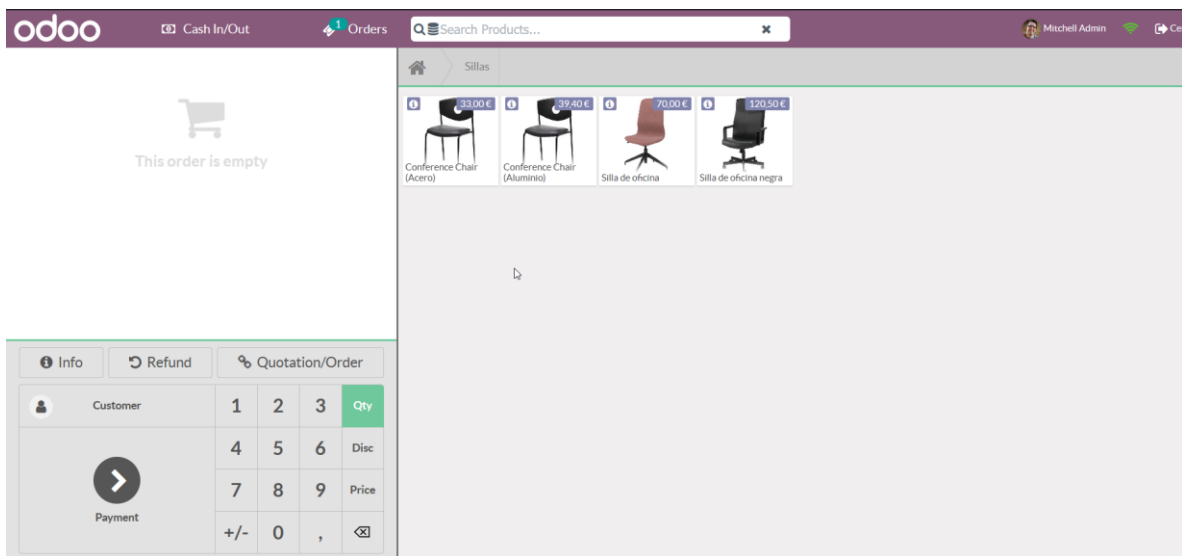 odoo
Cash In/Out
1 Orders
Search Products...
Mitchell Admin
Ce
Sillas
This order is empty
33,00 €
Conference Chair
(Acero)
39,40 €
Conference Chair
(Aluminio)
70,00 €
Silla de oficina
120,50 €
Silla de oficina negra
Info
Refund
Quotation/Order
Customer
1 2 3 Qty
4 5 6 Disc
7 8 9 Price
+/- 0 ,
Payment